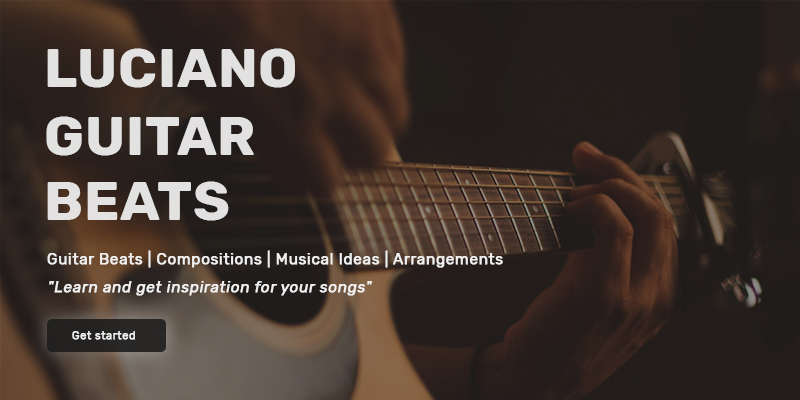 LUCIANO
GUITAR
BEATS
Guitar Beats | Compositions | Musical Ideas | Arrangements
"Learn and get inspiration for your songs"
Get started